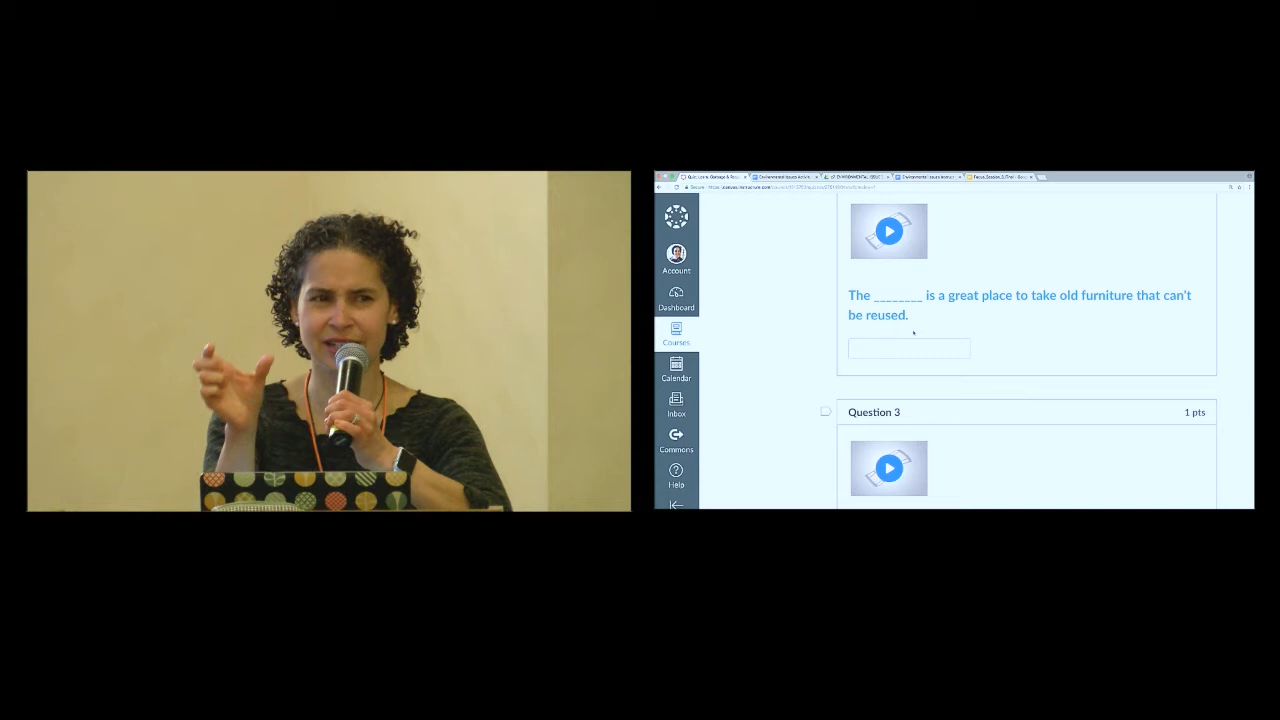 Account
Dashboard
Courses
Calendar
Inbox
Commons
Help
The ________ is a great place to take old furniture that can't
be reused.
Question 3
1 pts